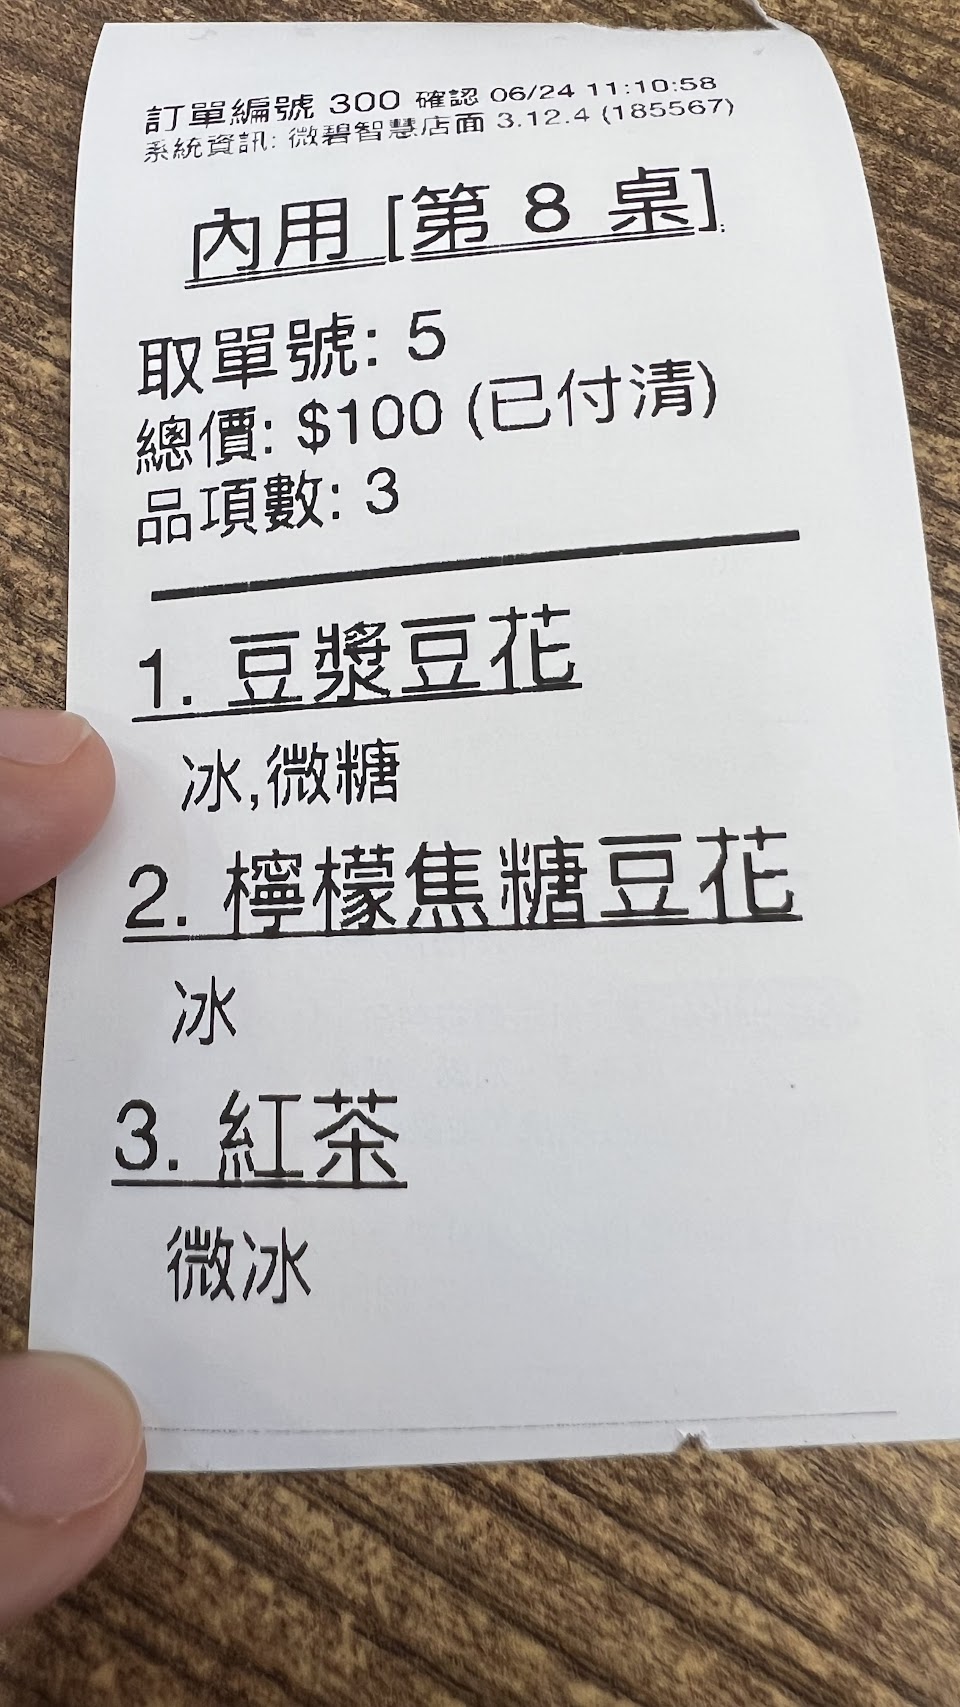 訂單編號 300 確認 06/24 11:10:58
系統資訊: 微碧智慧店面 3.12.4 (185567)
內用 [第 8 桌]
取單號: 5
總價: $100 (已付清)
品項數: 3
1. 豆漿豆花
冰,微糖
2. 檸檬焦糖豆花
冰
3. 紅茶
微冰